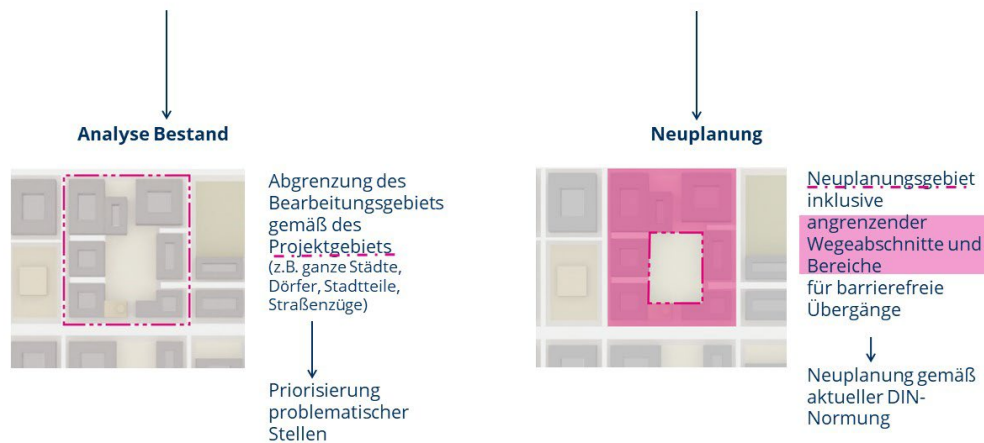 Analyse Bestand
Abgrenzung des
Bearbeitungsgebiets
gemäß des
Projektgebiets
(z.B. ganze Städte,
Dörfer, Stadtteile,
Straßenzüge)
Priorisierung
problematischer
Stellen
Neuplanung
Neuplanungsgebiet
inklusive
angrenzender
Wegeabschnitte und
Bereiche
für barrierefreie
Übergänge
Neuplanung gemäß
aktueller DIN-
Normung